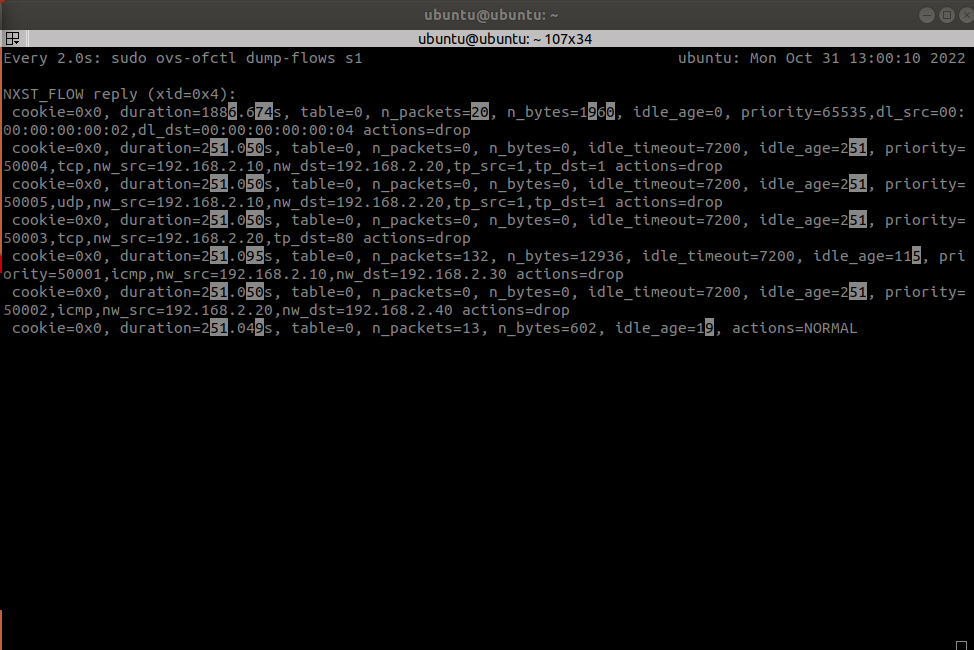 ubuntu@ubuntu: ~
ubuntu@ubuntu: ~ 107x34
Every 2.0s: sudo ovs-ofctl dump-flows s1 ubuntu: Mon Oct 31 13:00:10 2022
NXST_FLOW reply (xid=0x4):
cookie=0x0, duration=1886.674s, table=0, n_packets=20, n_bytes=1960, idle_age=0, priority=65535,dl_src=00:
00:00:00:00:02,dl_dst=00:00:00:00:00:04 actions=drop
cookie=0x0, duration=251.050s, table=0, n_packets=0, n_bytes=0, idle_timeout=7200, idle_age=251, priority=
50004,tcp,nw_src=192.168.2.10,nw_dst=192.168.2.20,tp_src=1,tp_dst=1 actions=drop
cookie=0x0, duration=251.050s, table=0, n_packets=0, n_bytes=0, idle_timeout=7200, idle_age=251, priority=
50005,udp,nw_src=192.168.2.10,nw_dst=192.168.2.20,tp_src=1,tp_dst=1 actions=drop
cookie=0x0, duration=251.050s, table=0, n_packets=0, n_bytes=0, idle_timeout=7200, idle_age=251, priority=
50003,tcp,nw_src=192.168.2.20,tp_dst=80 actions=drop
cookie=0x0, duration=251.095s, table=0, n_packets=132, n_bytes=12936, idle_timeout=7200, idle_age=115, pri
ority=50001,icmp,nw_src=192.168.2.10,nw_dst=192.168.2.30 actions=drop
cookie=0x0, duration=251.050s, table=0, n_packets=0, n_bytes=0, idle_timeout=7200, idle_age=251, priority=
50002,icmp,nw_src=192.168.2.20,nw_dst=192.168.2.40 actions=drop
cookie=0x0, duration=251.049s, table=0, n_packets=13, n_bytes=602, idle_age=19, actions=NORMAL